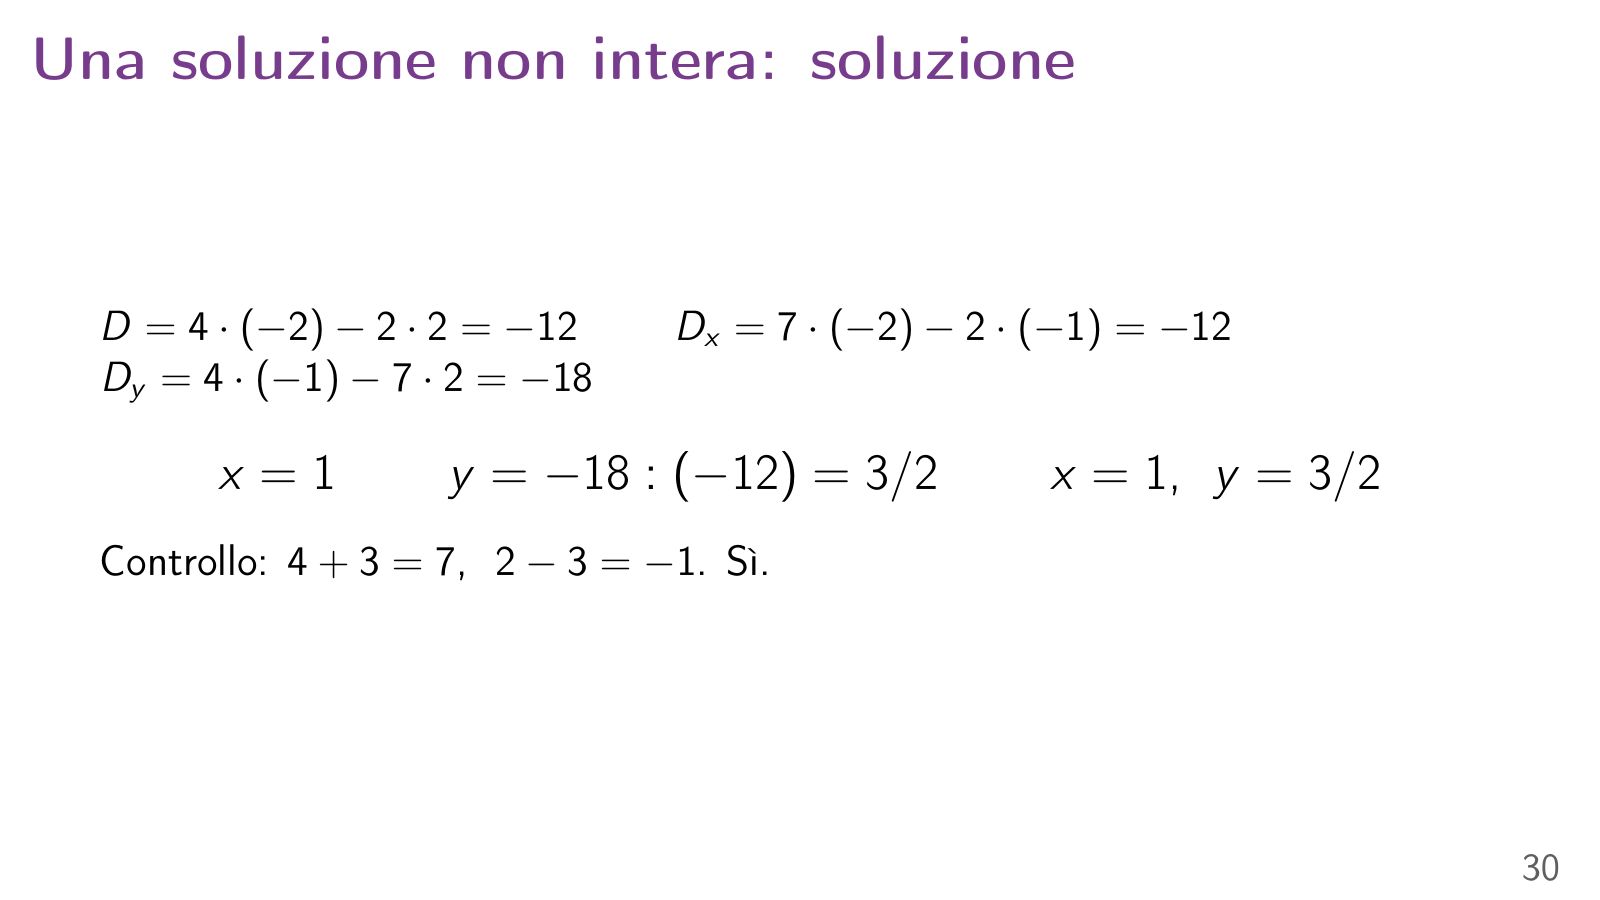 Una soluzione non intera: soluzione
D = 4 · (−2) − 2 · 2 = −12 Dₓ = 7 · (−2) − 2 · (−1) = −12
D_y = 4 · (−1) − 7 · 2 = −18
x = 1 y = −18 : (−12) = 3/2 x = 1, y = 3/2
Controllo: 4 + 3 = 7, 2 − 3 = −1. Sì.
30